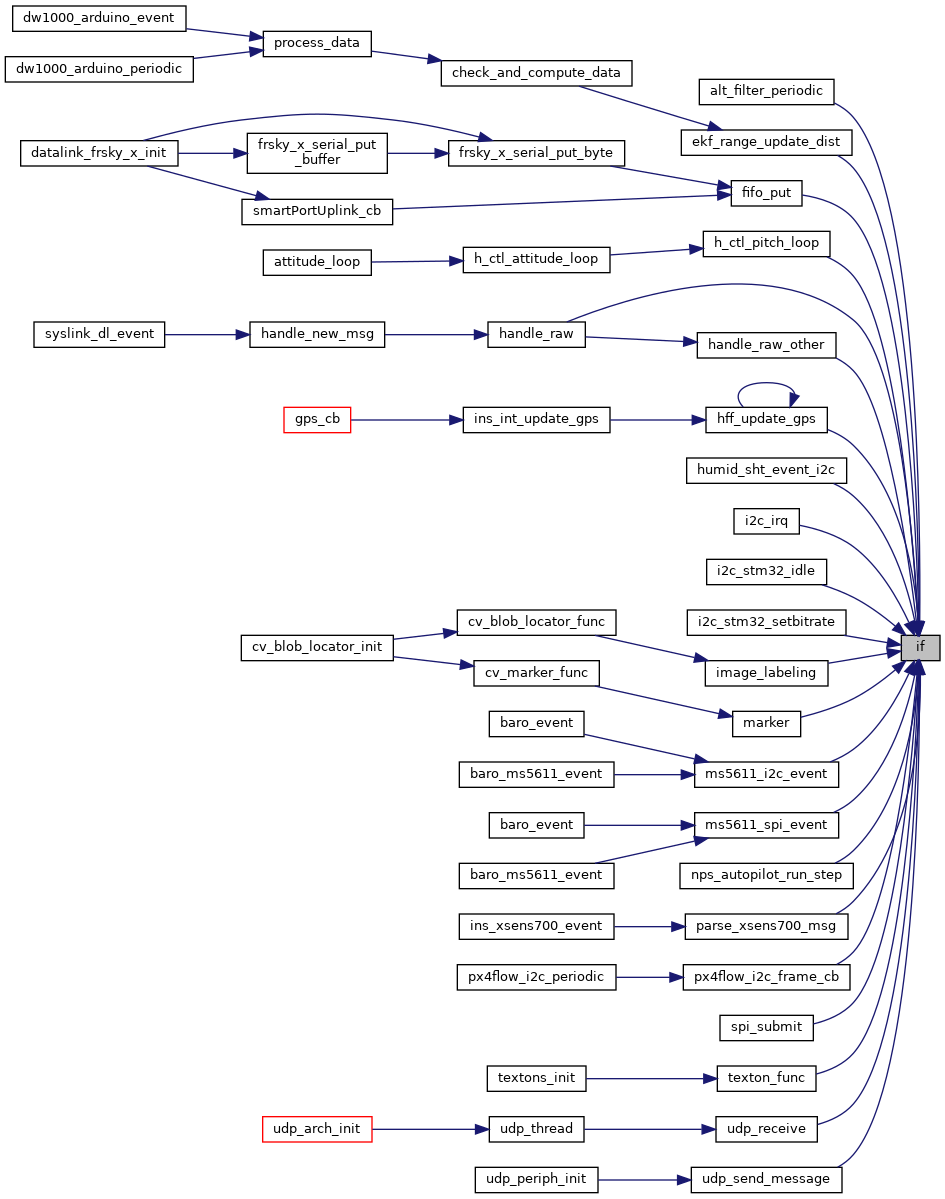 dw1000_arduino_event
process_data
dw1000_arduino_periodic
check_and_compute_data
alt_filter_periodic
ekf_range_update_dist
datalink_frsky_x_init
frsky_x_serial_put
_buffer
frsky_x_serial_put_byte
fifo_put
smartPortUplink_cb
h_ctl_pitch_loop
attitude_loop
h_ctl_attitude_loop
syslink_dl_event
handle_new_msg
handle_raw
handle_raw_other
gps_cb
ins_int_update_gps
hff_update_gps
humid_sht_event_i2c
i2c_irq
i2c_stm32_idle
cv_blob_locator_func
i2c_stm32_setbitrate
cv_blob_locator_init
if
cv_marker_func
image_labeling
baro_event
marker
baro_ms5611_event
ms5611_i2c_event
baro_event
ms5611_spi_event
baro_ms5611_event
nps_autopilot_run_step
ins_xsens700_event
parse_xsens700_msg
px4flow_i2c_periodic
px4flow_i2c_frame_cb
spi_submit
textons_init
texton_func
udp_arch_init
udp_thread
udp_receive
udp_periph_init
udp_send_message